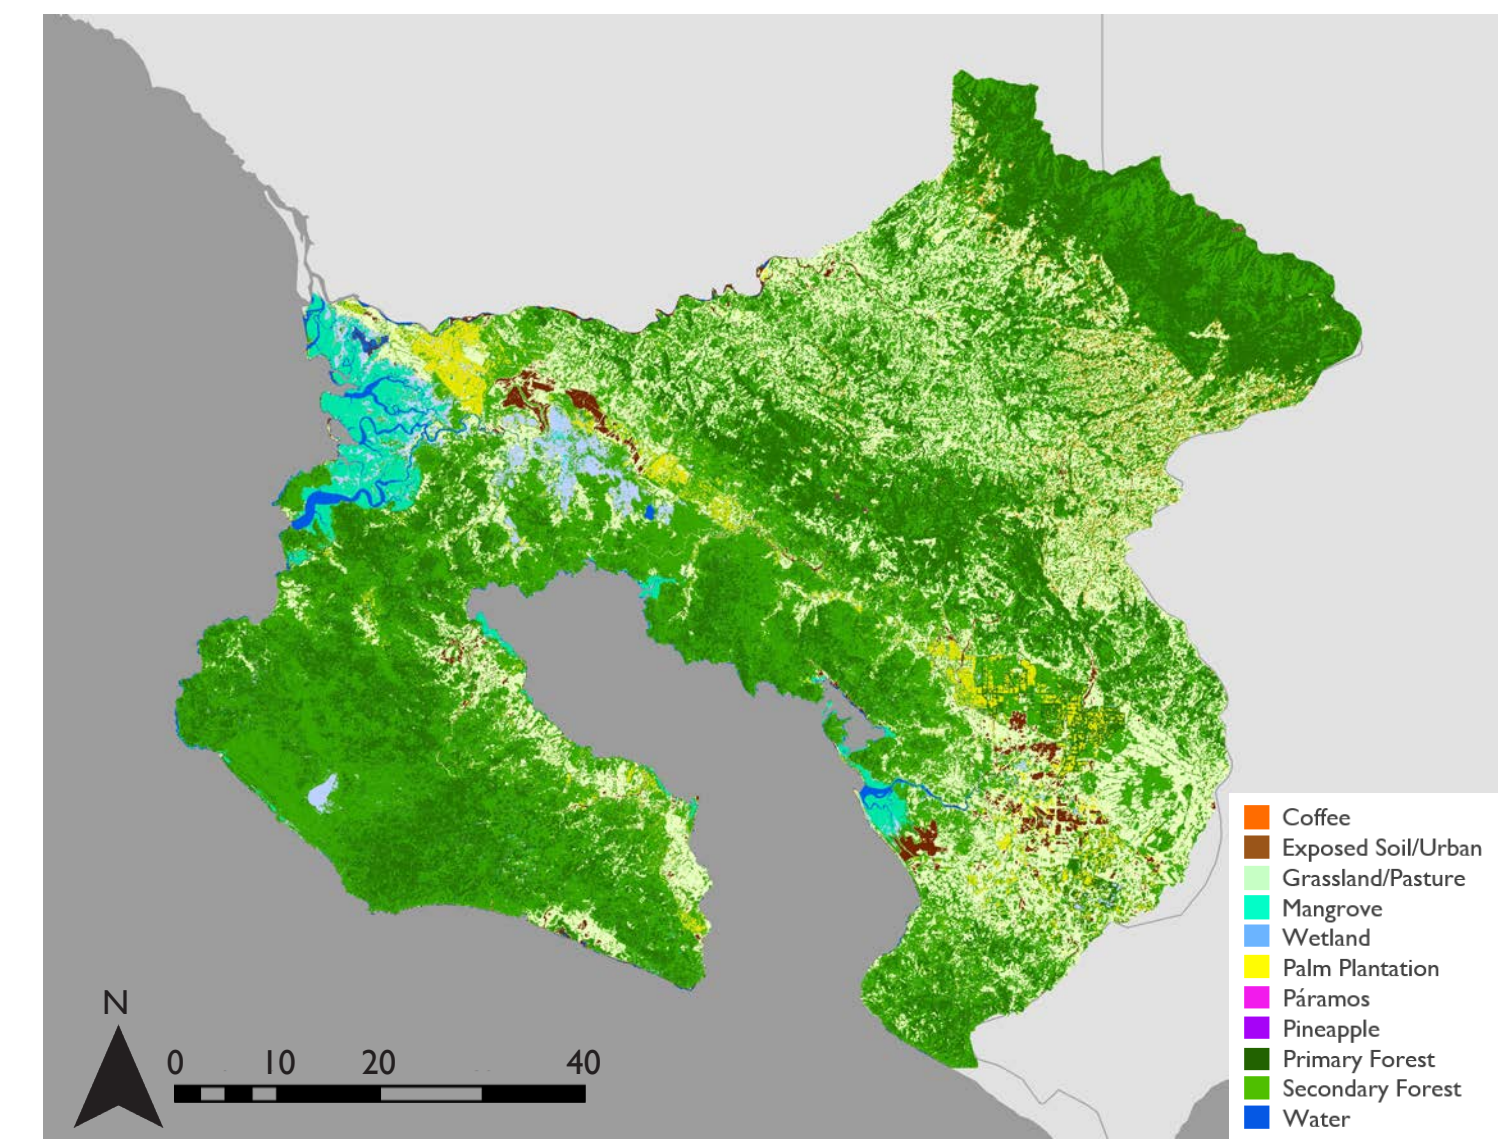 Coffee
Exposed Soil/Urban
Grassland/Pasture
Mangrove
Wetland
Palm Plantation
Páramos
Pineapple
Primary Forest
Secondary Forest
Water
N
0 10 20 40